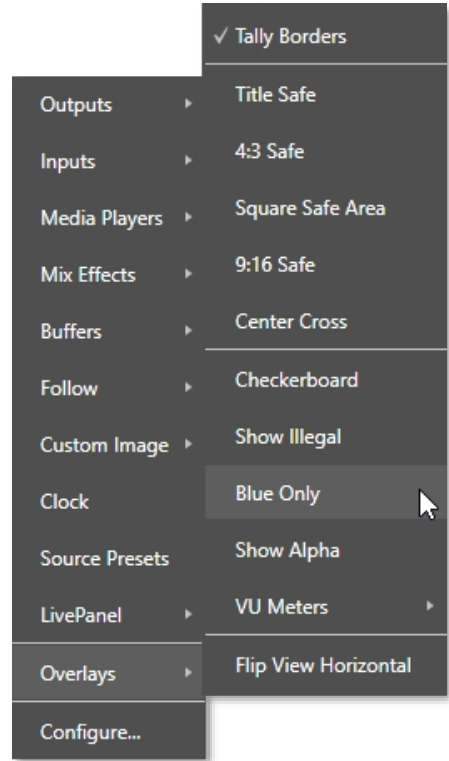 Outputs
Inputs
Media Players
Mix Effects
Buffers
Follow
Custom Image
Clock
Source Presets
LivePanel
Overlays
Configure...
Tally Borders
Title Safe
4:3 Safe
Square Safe Area
9:16 Safe
Center Cross
Checkerboard
Show Illegal
Blue Only
Show Alpha
VU Meters
Flip View Horizontal